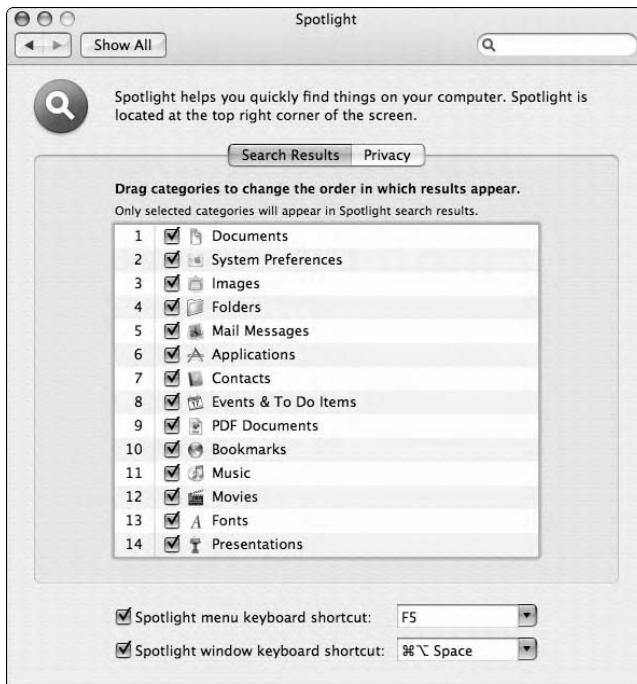 Spotlight
Show All
Spotlight helps you quickly find things on your computer. Spotlight is
located at the top right corner of the screen.
Search Results Privacy
Drag categories to change the order in which results appear.
Only selected categories will appear in Spotlight search results.
1 Documents
2 System Preferences
3 Images
4 Folders
5 Mail Messages
6 Applications
7 Contacts
8 Events & To Do Items
9 PDF Documents
10 Bookmarks
11 Music
12 Movies
13 Fonts
14 Presentations
Spotlight menu keyboard shortcut: F5
Spotlight window keyboard shortcut: ⌘⌥ Space